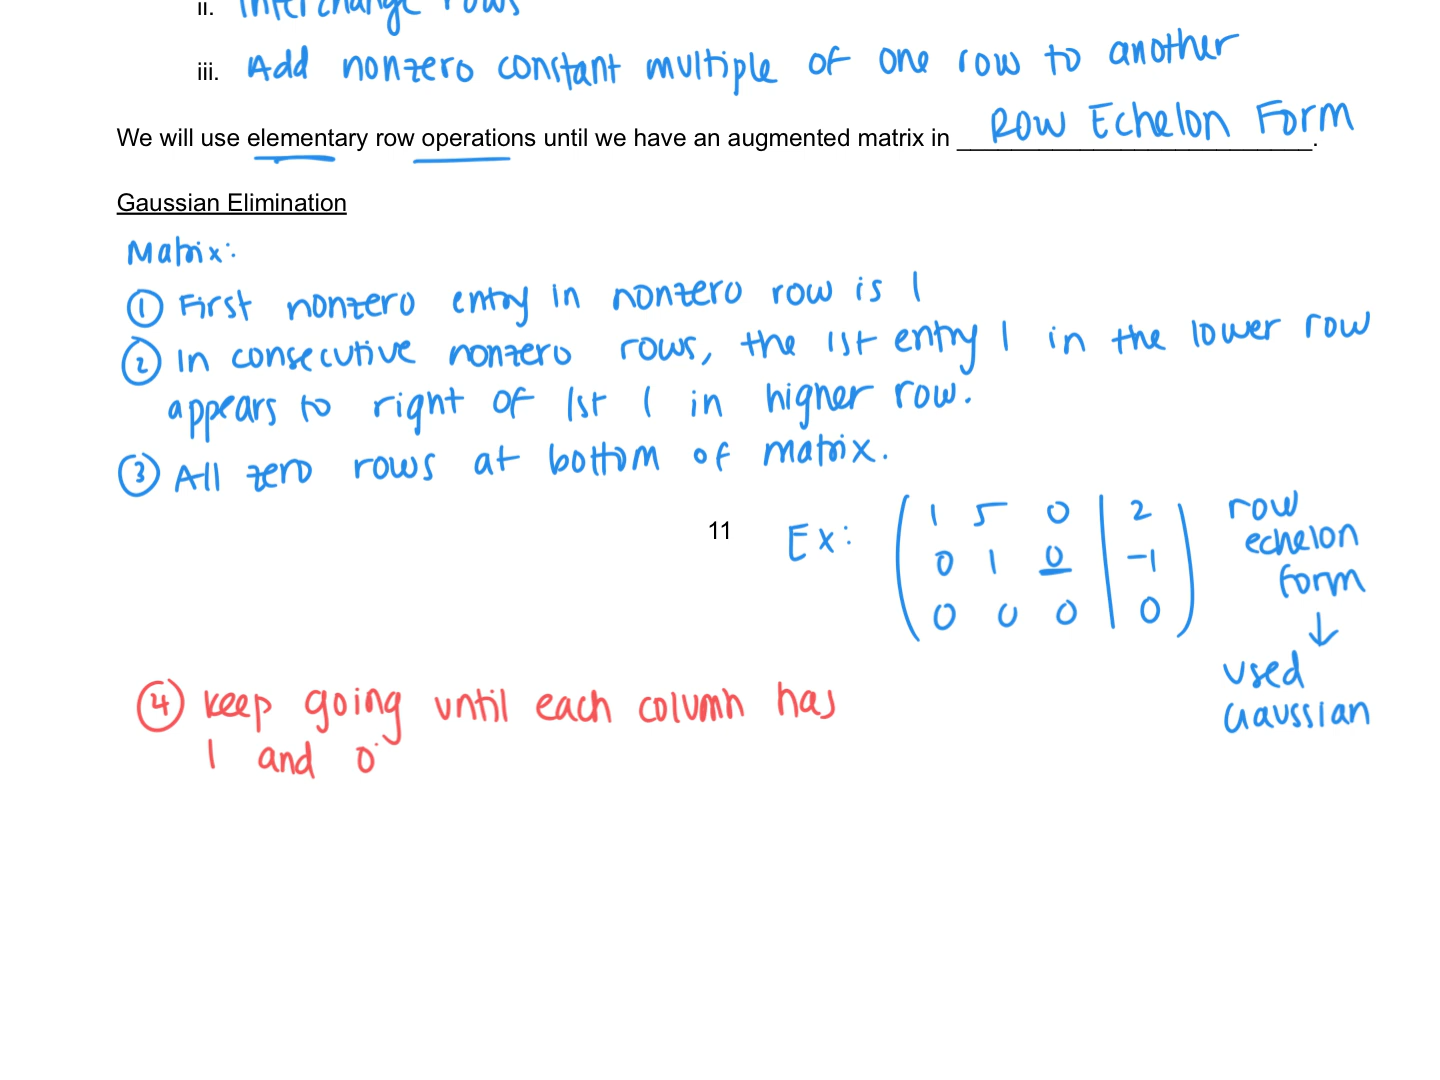 ii. Interchange rows
iii. Add nonzero constant multiple of one row to another
We will use elementary row operations until we have an augmented matrix in Row Echelon Form.
Gaussian Elimination
Matrix:
① First nonzero entry in nonzero row is 1
② In consecutive nonzero rows, the 1st entry 1 in the lower row
appears to right of 1st 1 in higher row.
③ All zero rows at bottom of matrix.
11
Ex: ( 1 5 0 | 2 )
( 0 1 0 | -1 )
( 0 0 0 | 0 )
row
echelon
form
↓
used
Gaussian
④ keep going until each column has
1 and 0